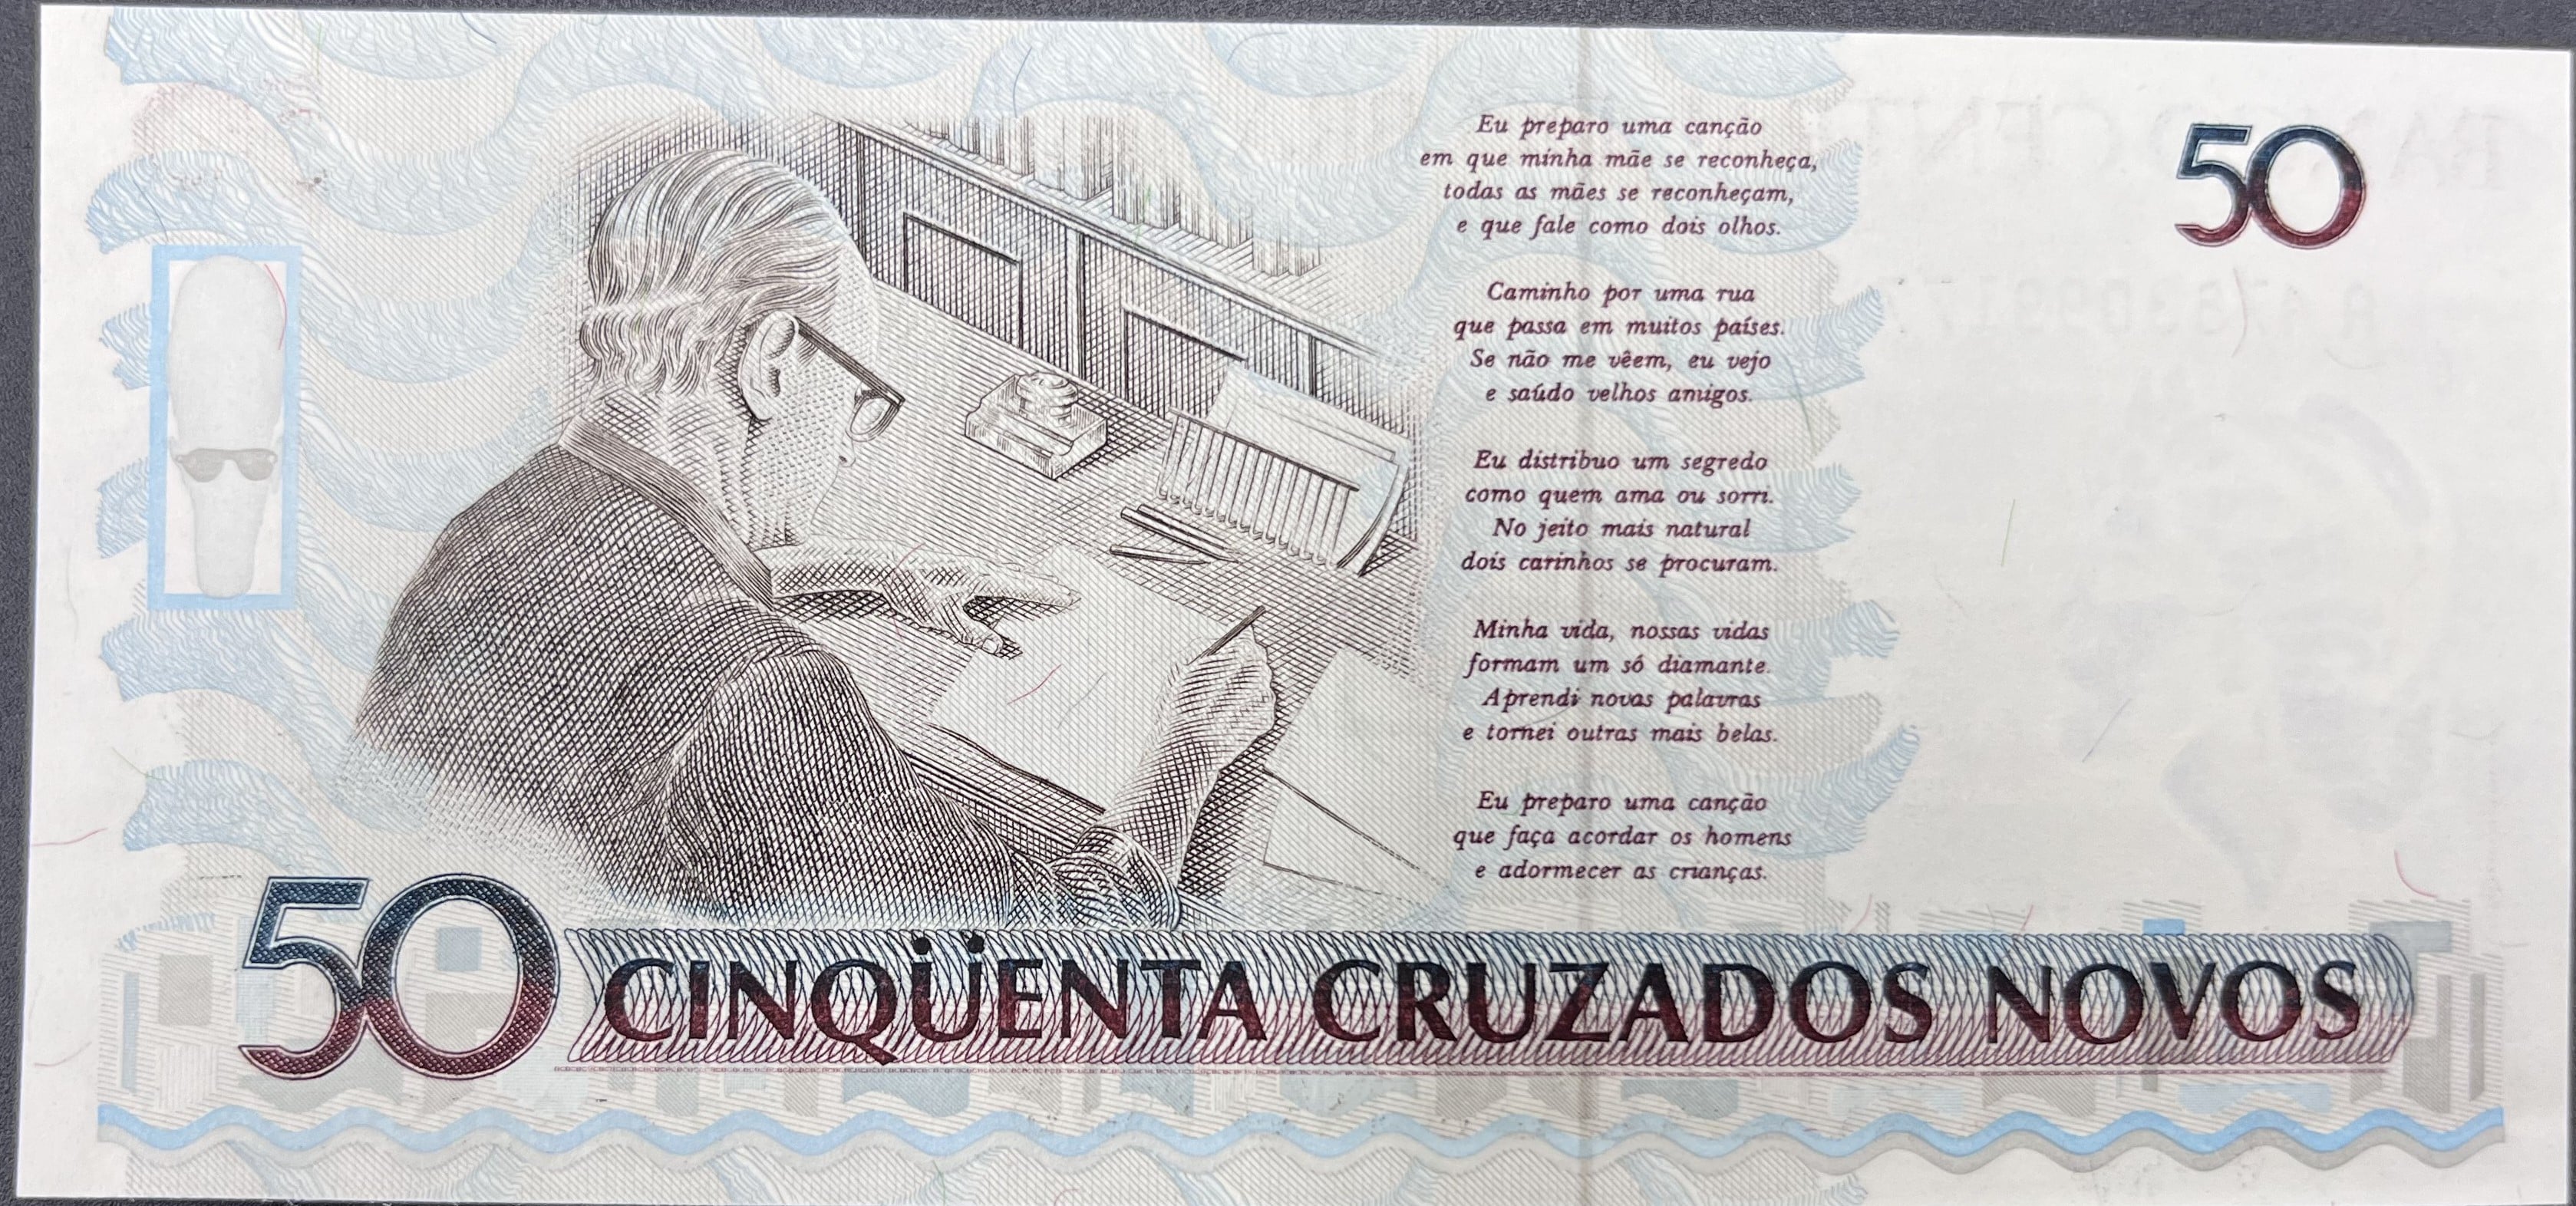 Eu preparo uma canção
em que minha mãe se reconheça,
todas as mães se reconheçam,
e que fale como dois olhos.
Caminho por uma rua
que passa em muitos países.
Se não me vêem, eu vejo
e saúdo velhos amigos.
Eu distribuo um segredo
como quem ama ou sorri.
No jeito mais natural
dois carinhos se procuram.
Minha vida, nossas vidas
formam um só diamante.
Aprendi novas palavras
e tornei outras mais belas.
Eu preparo uma canção
que faça acordar os homens
e adormecer as crianças.
50
50 CINQÜENTA CRUZADOS NOVOS